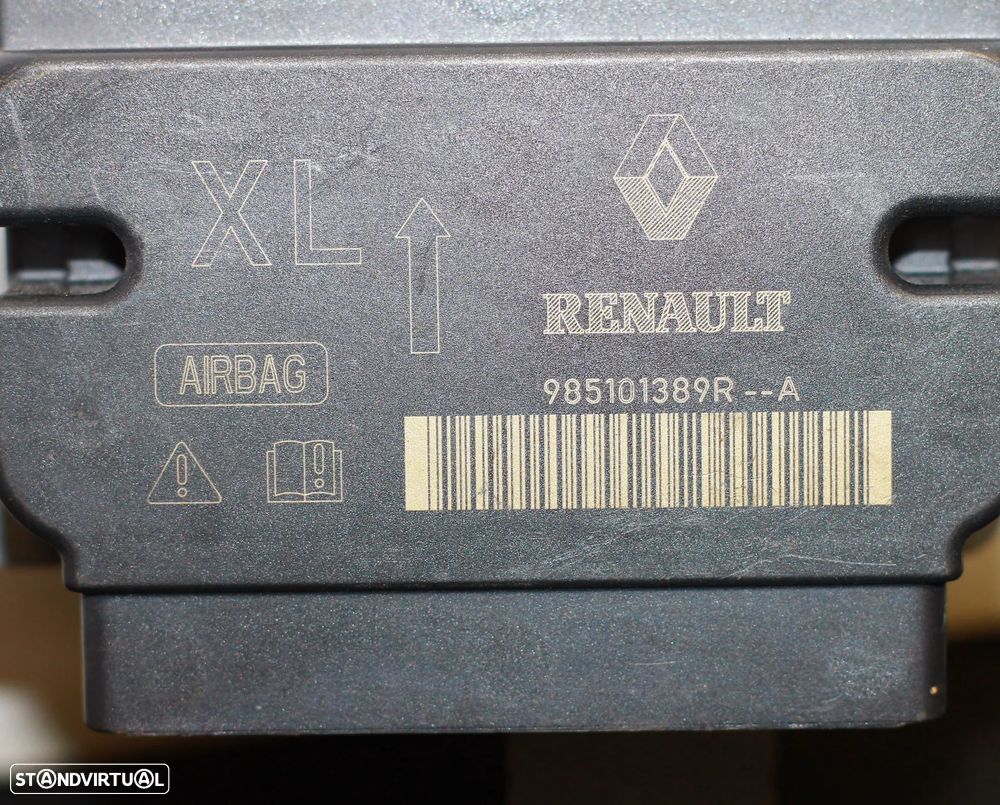 XL
RENAULT
AIRBAG
985101389R --A
STANDVIRTUAL